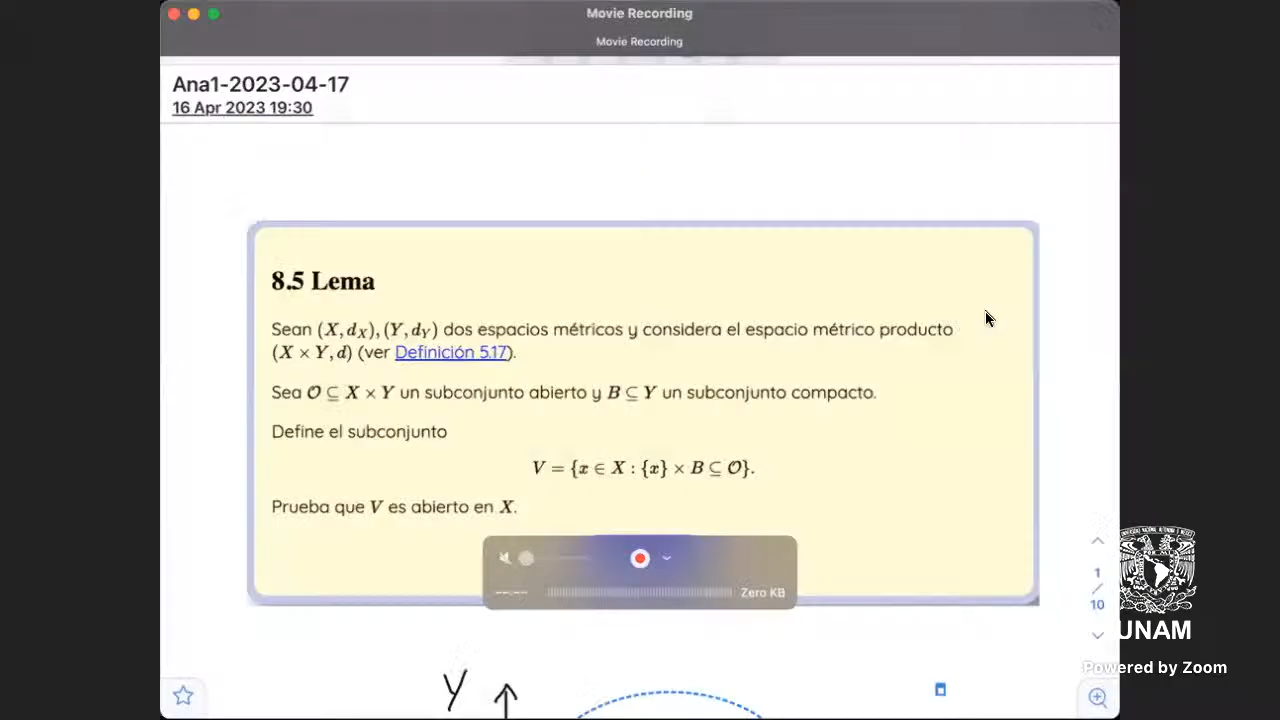 Movie Recording
Movie Recording
Ana1-2023-04-17
16 Apr 2023 19:30
8.5 Lema
Sean (X, d_X), (Y, d_Y) dos espacios métricos y considera el espacio métrico producto
(X × Y, d) (ver Definición 5.17).
Sea 𝒪 ⊆ X × Y un subconjunto abierto y B ⊆ Y un subconjunto compacto.
Define el subconjunto
V = {x ∈ X : {x} × B ⊆ 𝒪}.
Prueba que V es abierto en X.
--:--:--
Zero KB
1
/
10
UNAM
Powered by Zoom
Y